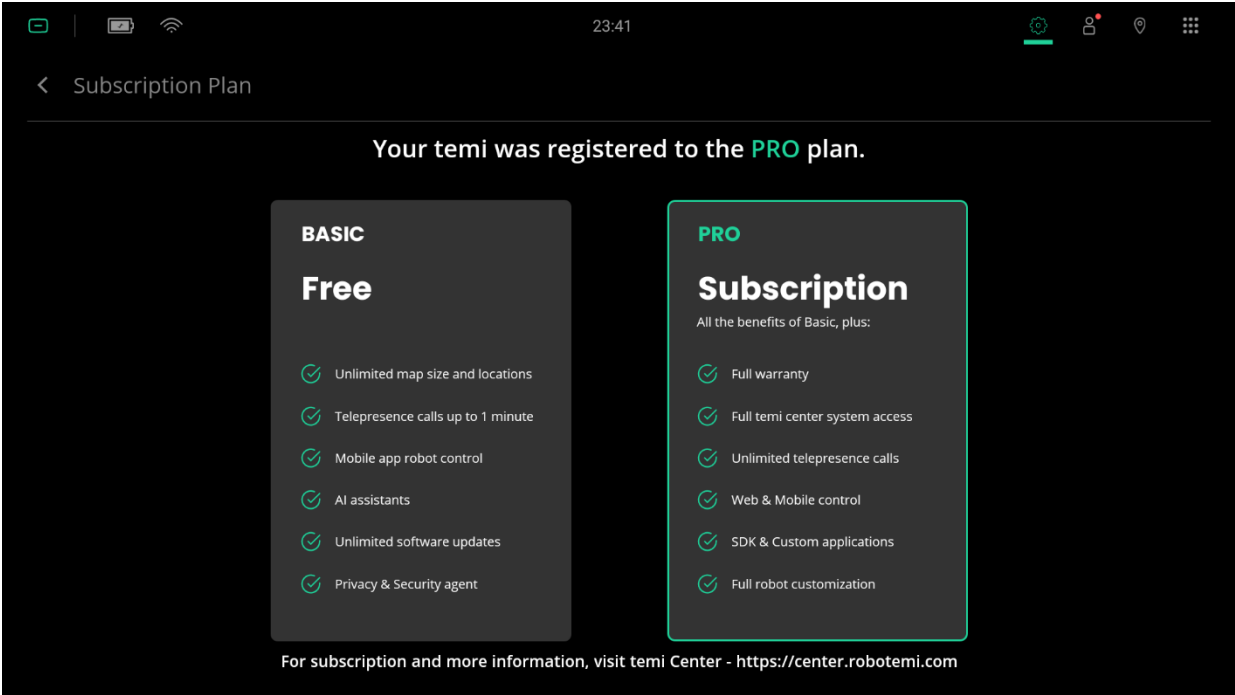 23:41
Subscription Plan
Your temi was registered to the PRO plan.
BASIC
Free
Unlimited map size and locations
Telepresence calls up to 1 minute
Mobile app robot control
AI assistants
Unlimited software updates
Privacy & Security agent
PRO
Subscription
All the benefits of Basic, plus:
Full warranty
Full temi center system access
Unlimited telepresence calls
Web & Mobile control
SDK & Custom applications
Full robot customization
For subscription and more information, visit temi Center - https://center.robotemi.com